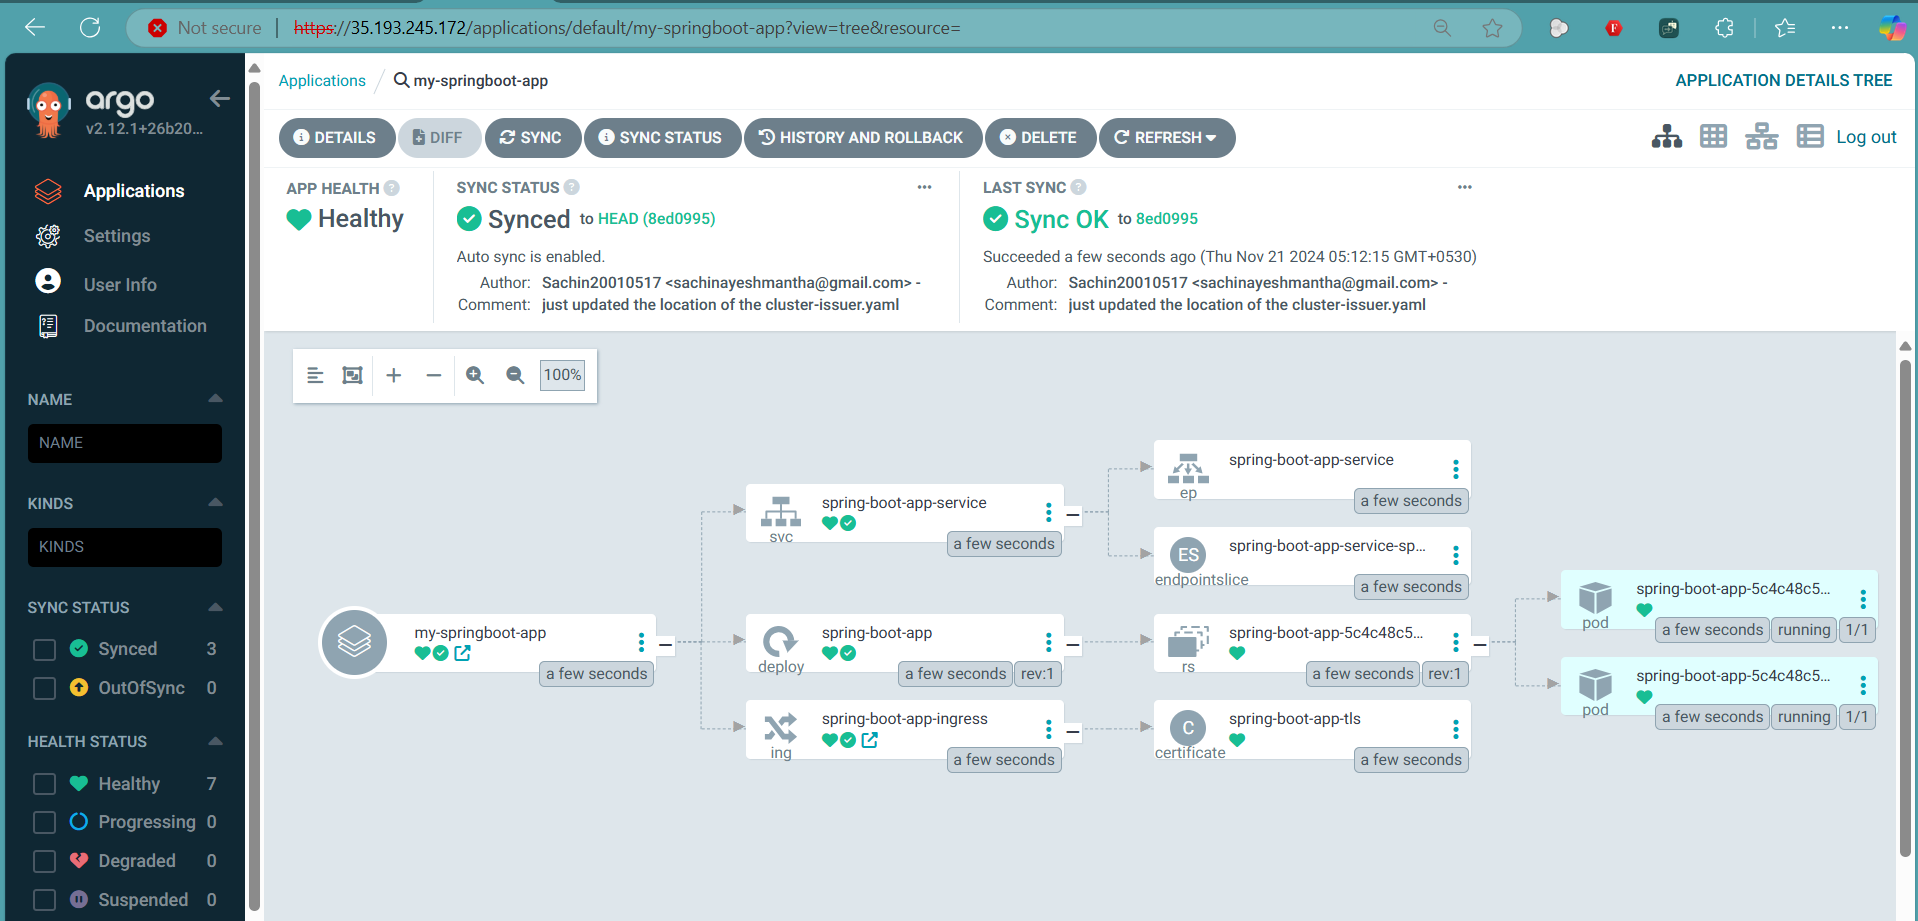 Not secure
https://35.193.245.172/applications/default/my-springboot-app?view=tree&resource=
argo
v2.12.1+26b20...
Applications
Settings
User Info
Documentation
NAME
NAME
KINDS
KINDS
SYNC STATUS
Synced 3
OutOfSync 0
HEALTH STATUS
Healthy 7
Progressing 0
Degraded 0
Suspended 0
Applications / my-springboot-app
APPLICATION DETAILS TREE
DETAILS DIFF SYNC SYNC STATUS HISTORY AND ROLLBACK DELETE REFRESH
Log out
APP HEALTH
Healthy
SYNC STATUS
Synced to HEAD (8ed0995)
Auto sync is enabled.
Author: Sachin20010517 <sachinayeshmantha@gmail.com> -
Comment: just updated the location of the cluster-issuer.yaml
LAST SYNC
Sync OK to 8ed0995
Succeeded a few seconds ago (Thu Nov 21 2024 05:12:15 GMT+0530)
Author: Sachin20010517 <sachinayeshmantha@gmail.com> -
Comment: just updated the location of the cluster-issuer.yaml
100%
my-springboot-app
a few seconds
spring-boot-app-service
svc
a few seconds
spring-boot-app
deploy
a few seconds rev:1
spring-boot-app-ingress
ing
a few seconds
spring-boot-app-service
ep
a few seconds
ES
spring-boot-app-service-sp...
endpointslice
a few seconds
spring-boot-app-5c4c48c5...
rs
a few seconds rev:1
C
spring-boot-app-tls
certificate
a few seconds
spring-boot-app-5c4c48c5...
pod
a few seconds running 1/1
spring-boot-app-5c4c48c5...
pod
a few seconds running 1/1